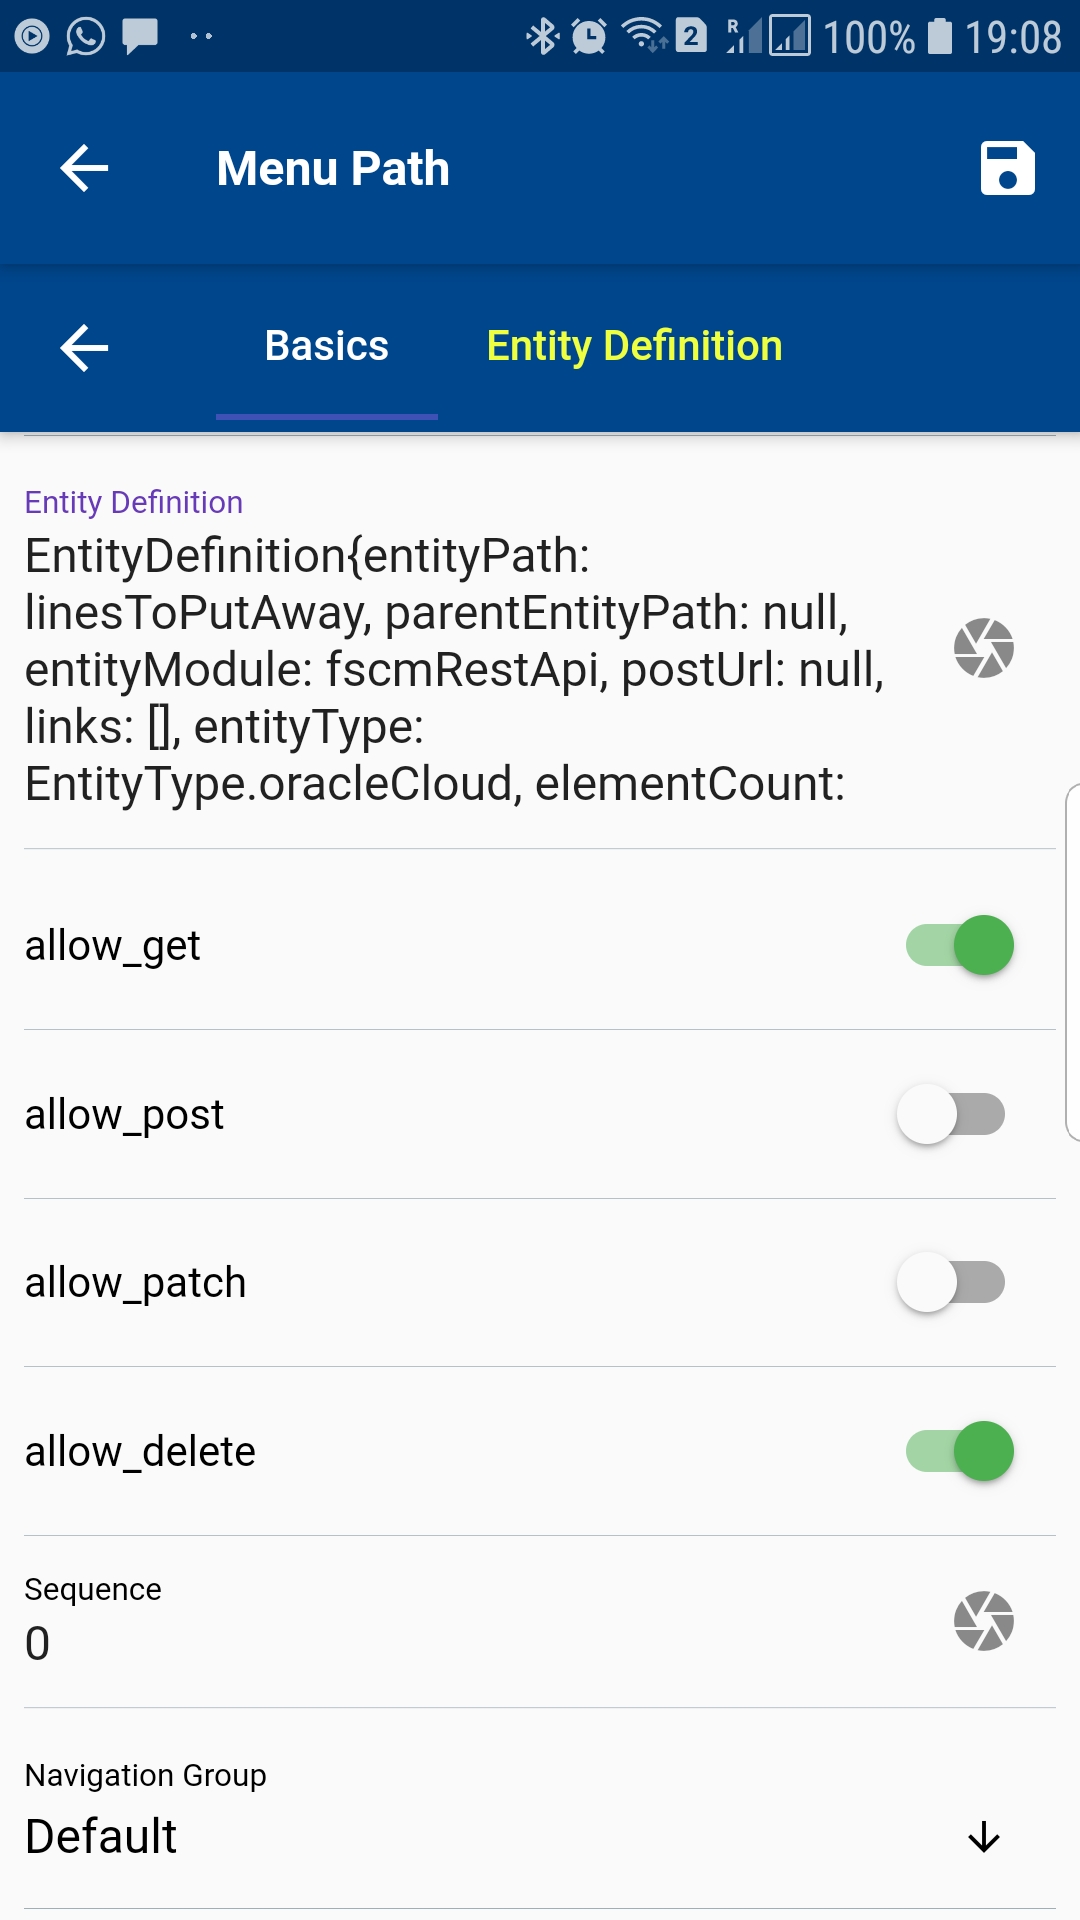 2 R 100% 19:08
Menu Path
Basics Entity Definition
Entity Definition
EntityDefinition{entityPath:
linesToPutAway, parentEntityPath: null,
entityModule: fscmRestApi, postUrl: null,
links: [], entityType:
EntityType.oracleCloud, elementCount:
allow_get
allow_post
allow_patch
allow_delete
Sequence
0
Navigation Group
Default